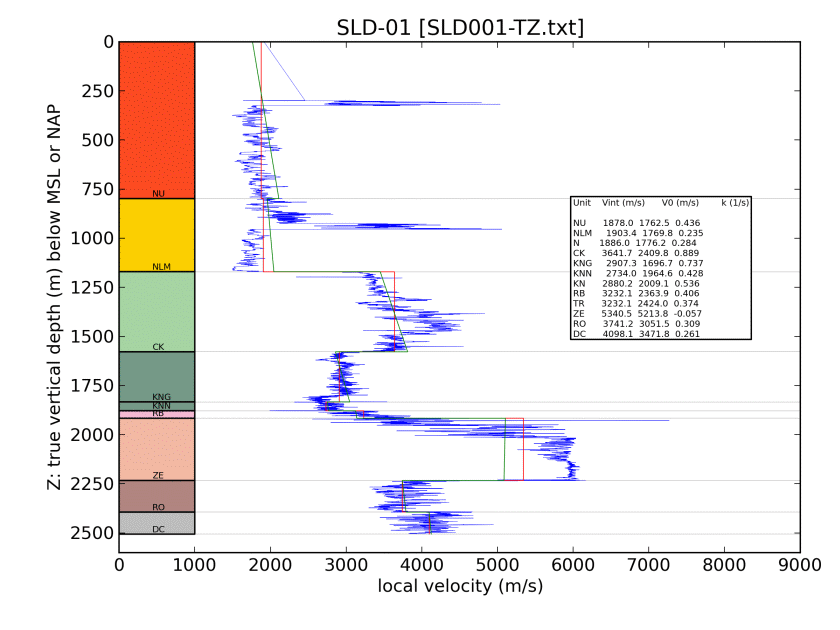 SLD-01 [SLD001-TZ.txt]
Z: true vertical depth (m) below MSL or NAP
0
250
500
750
1000
1250
1500
1750
2000
2250
2500
NU
NLM
CK
KNG
KNN
RB
ZE
RO
DC
Unit Vint (m/s) V0 (m/s) k (1/s)
NU 1878.0 1762.5 0.436
NLM 1903.4 1769.8 0.235
N 1886.0 1776.2 0.284
CK 3641.7 2409.8 0.889
KNG 2907.3 1696.7 0.737
KNN 2734.0 1964.6 0.428
KN 2880.2 2009.1 0.536
RB 3232.1 2363.9 0.406
TR 3232.1 2424.0 0.374
ZE 5340.5 5213.8 -0.057
RO 3741.2 3051.5 0.309
DC 4098.1 3471.8 0.261
0 1000 2000 3000 4000 5000 6000 7000 8000 9000
local velocity (m/s)